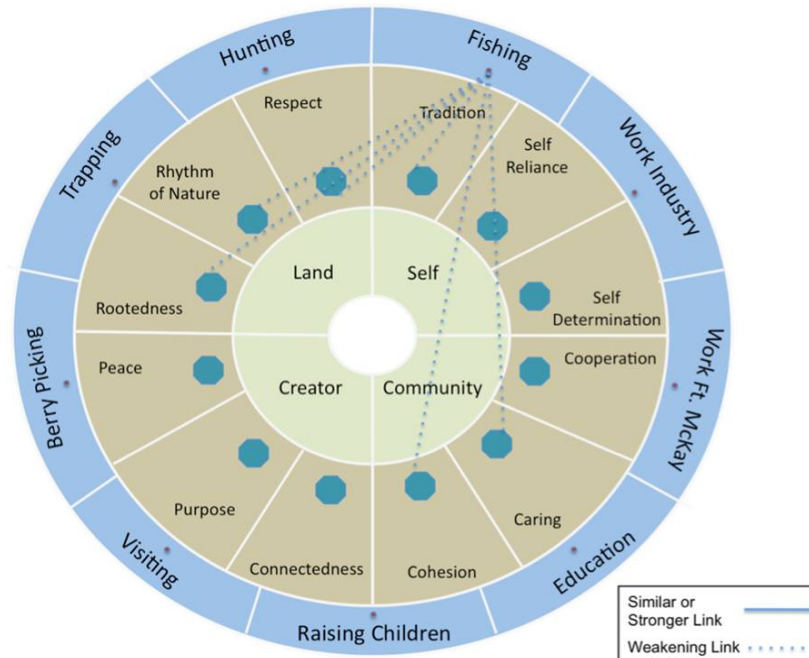 Hunting
Fishing
Trapping
Work Industry
Berry Picking
Work Ft. McKay
Visiting
Education
Raising Children
Respect
Tradition
Rhythm
of Nature
Self
Reliance
Rootedness
Self
Determination
Peace
Cooperation
Purpose
Caring
Connectedness
Cohesion
Land
Self
Creator
Community
Similar or
Stronger Link
Weakening Link